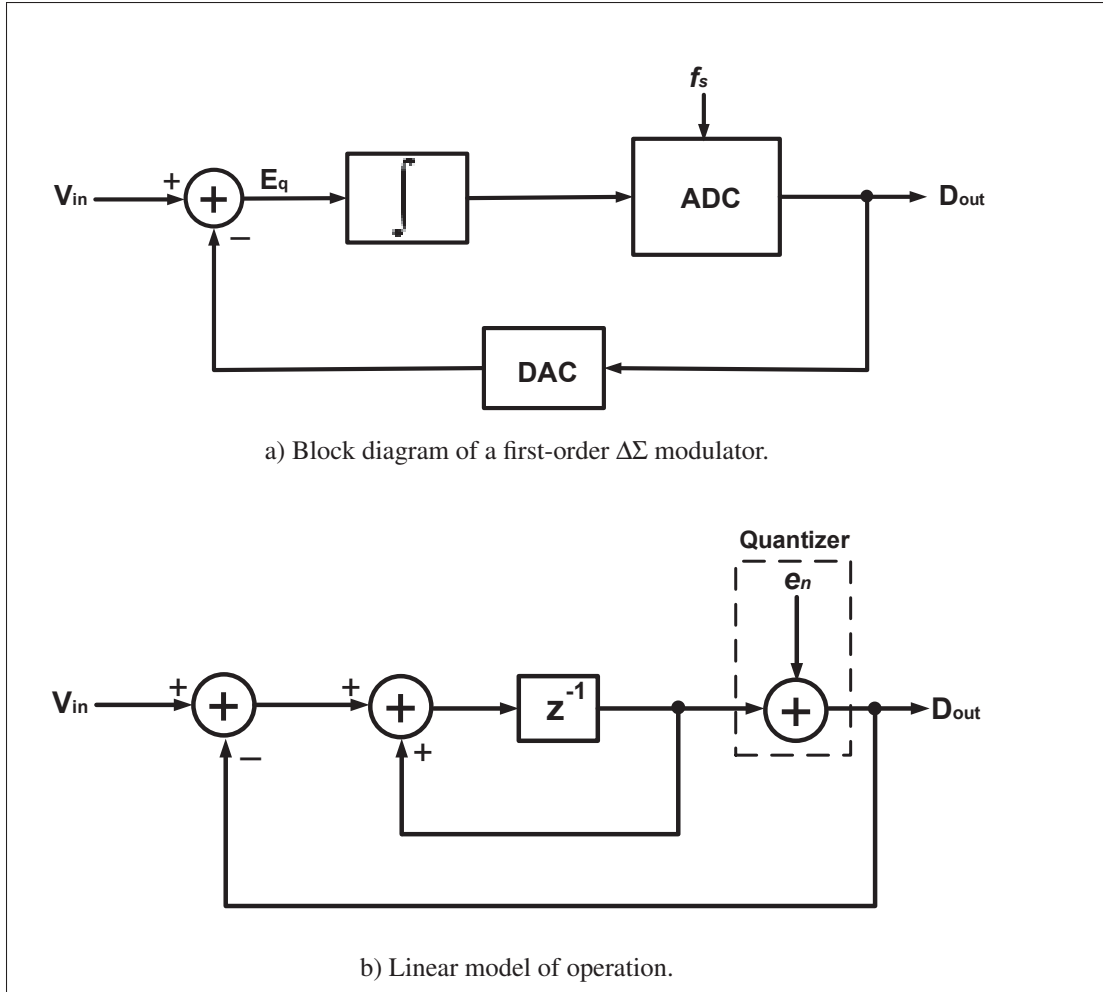 fs
+
Vin
+
Eq
∫
ADC
Dout
−
DAC
a) Block diagram of a first-order ΔΣ modulator.
Quantizer
en
+
Vin
+
+
+
z-1
+
Dout
−
+
b) Linear model of operation.